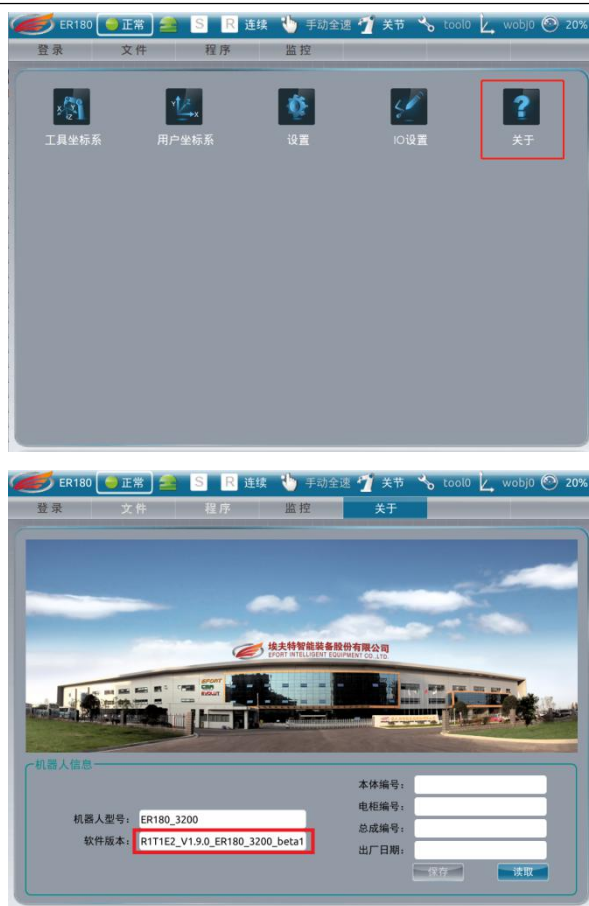 ER180 正常 S R 连续 手动全速 关节 tool0 wobj0 20%
登录 文件 程序 监控
工具坐标系 用户坐标系 设置 IO设置 关于
ER180 正常 S R 连续 手动全速 关节 tool0 wobj0 20%
登录 文件 程序 监控 关于
埃夫特智能装备股份有限公司
EFORT INTELLIGENT EQUIPMENT CO.,LTD.
EFORT
CMA
EVOLUT
机器人信息
本体编号:
电柜编号:
机器人型号: ER180_3200
总成编号:
软件版本: R1T1E2_V1.9.0_ER180_3200_beta1
出厂日期:
保存 读取